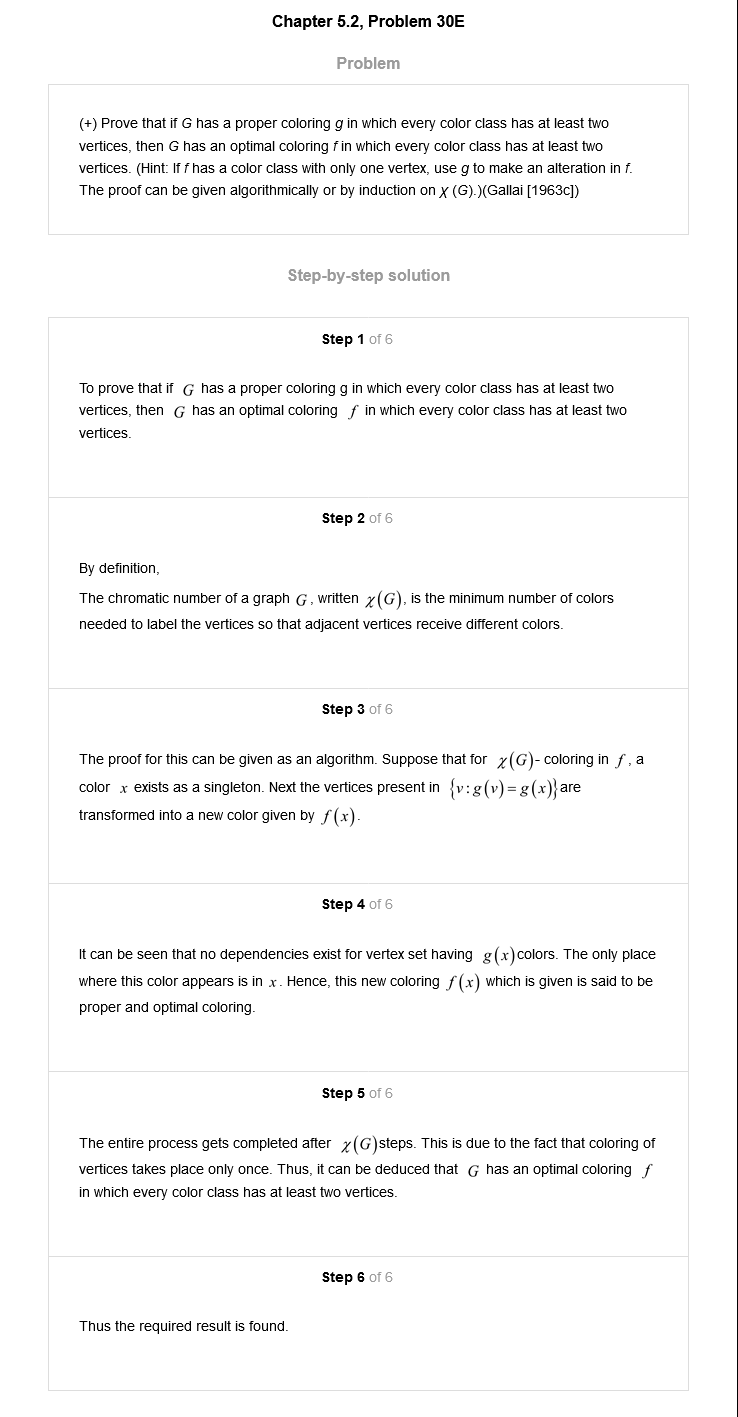 Chapter 5.2, Problem 30E
Problem
(+) Prove that if G has a proper coloring g in which every color class has at least two
vertices, then G has an optimal coloring f in which every color class has at least two
vertices. (Hint: If f has a color class with only one vertex, use g to make an alteration in f.
The proof can be given algorithmically or by induction on χ (G).)(Gallai [1963c])
Step-by-step solution
Step 1 of 6
To prove that if G has a proper coloring g in which every color class has at least two
vertices, then G has an optimal coloring f in which every color class has at least two
vertices.
Step 2 of 6
By definition,
The chromatic number of a graph G, written χ(G), is the minimum number of colors
needed to label the vertices so that adjacent vertices receive different colors.
Step 3 of 6
The proof for this can be given as an algorithm. Suppose that for χ(G)- coloring in f, a
color x exists as a singleton. Next the vertices present in {v:g(v)=g(x)}are
transformed into a new color given by f(x).
Step 4 of 6
It can be seen that no dependencies exist for vertex set having g(x)colors. The only place
where this color appears is in x. Hence, this new coloring f(x) which is given is said to be
proper and optimal coloring.
Step 5 of 6
The entire process gets completed after χ(G)steps. This is due to the fact that coloring of
vertices takes place only once. Thus, it can be deduced that G has an optimal coloring f
in which every color class has at least two vertices.
Step 6 of 6
Thus the required result is found.